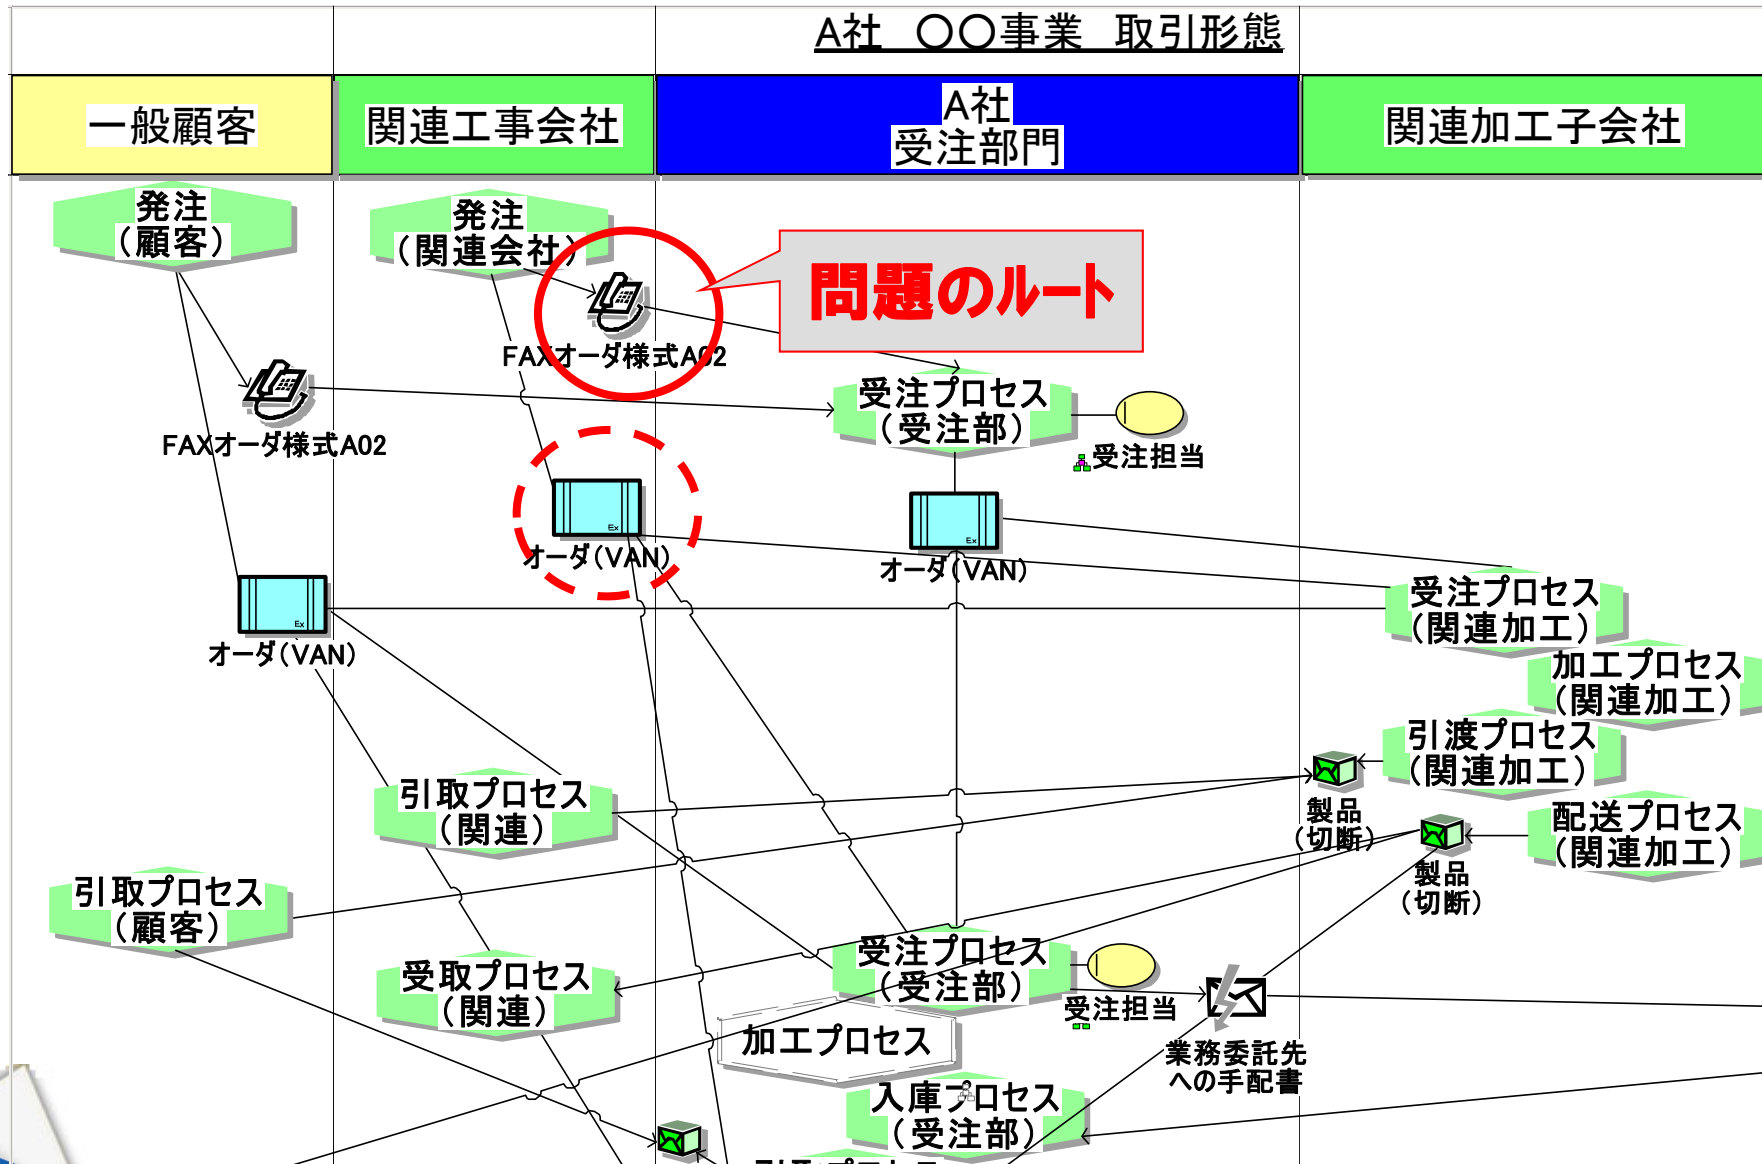 A社　〇〇事業　取引形態
一般顧客
関連工事会社
A社
受注部門
関連加工子会社
発注
（顧客）
発注
（関連会社）
問題のルート
FAXオーダ様式A02
FAXオーダ様式A02
受注プロセス
（受注部）
受注担当
Ex
オーダ(VAN)
Ex
オーダ(VAN)
Ex
オーダ(VAN)
受注プロセス
（関連加工）
加工プロセス
（関連加工）
引渡プロセス
（関連加工）
製品
（切断）
配送プロセス
（関連加工）
製品
（切断）
引取プロセス
（関連）
引取プロセス
（顧客）
受取プロセス
（関連）
受注プロセス
（受注部）
受注担当
加工プロセス
業務委託先
への手配書
入庫プロセス
（受注部）